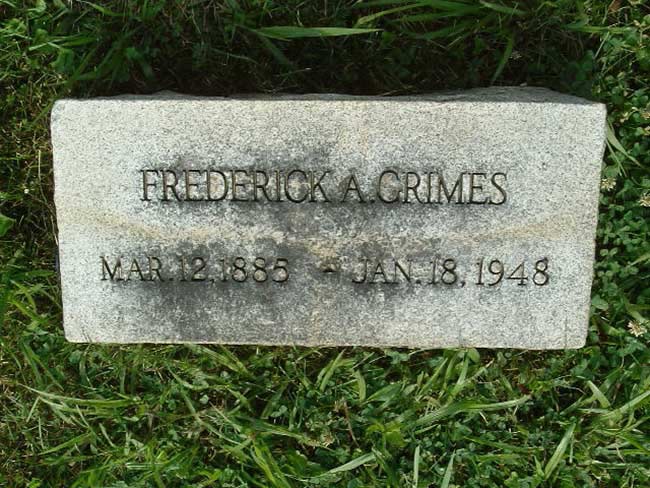 FREDERICK A. GRIMES
MAR. 12, 1885 - JAN. 18, 1948